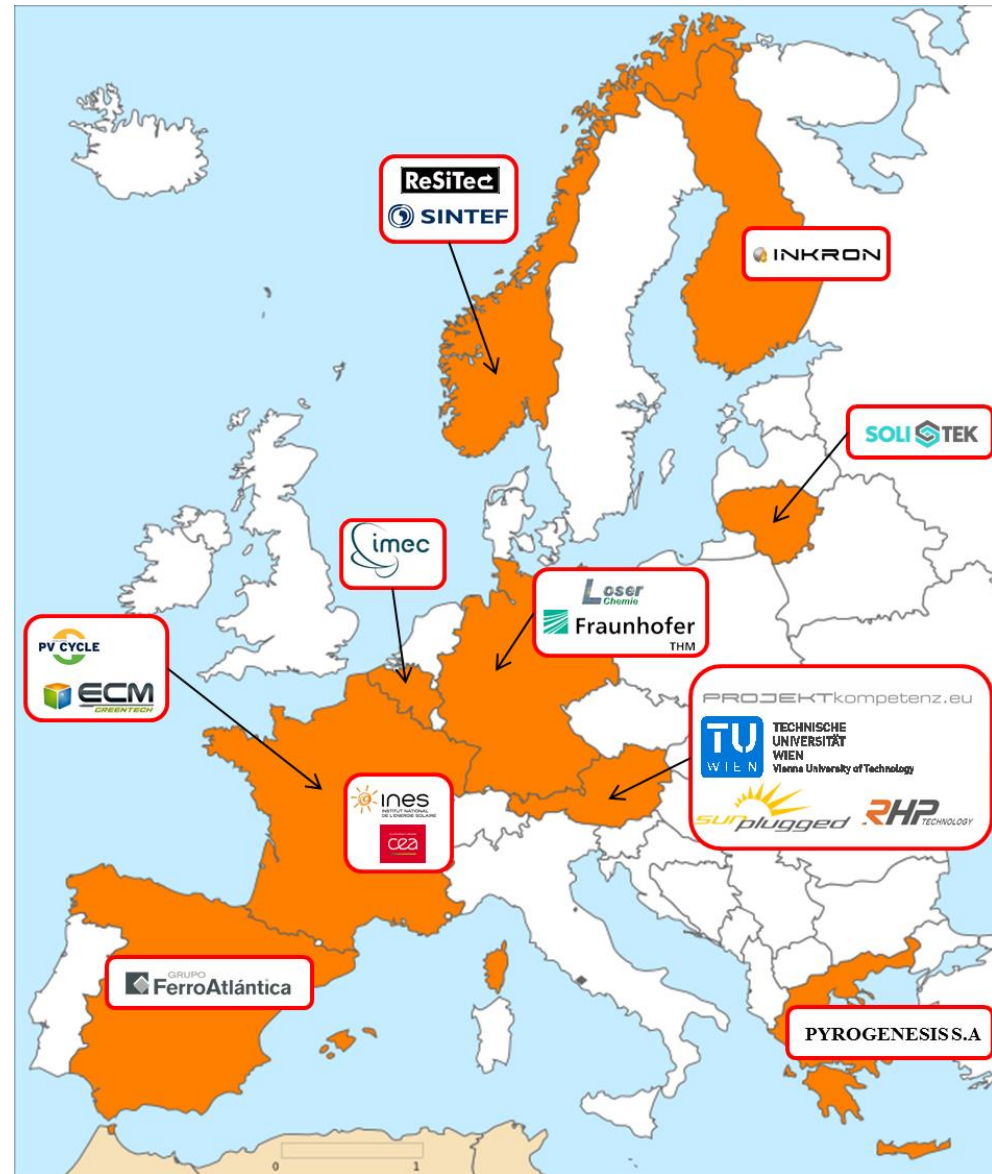 ReSiTec
SINTEF
INKRON
SOLI TEK
imec
Loser
Chemie
Fraunhofer
THM
PV CYCLE
ECM
GREENTECH
PROJEKTkompetenz.eu
TU
WIEN
TECHNISCHE
UNIVERSITÄT
WIEN
Vienna University of Technology
sunplugged
RHP
TECHNOLOGY
ines
INSTITUT NATIONAL
DE L'ENERGIE SOLAIRE
cea
GRUPO
FerroAtlántica
PYROGENESIS S.A
0 1